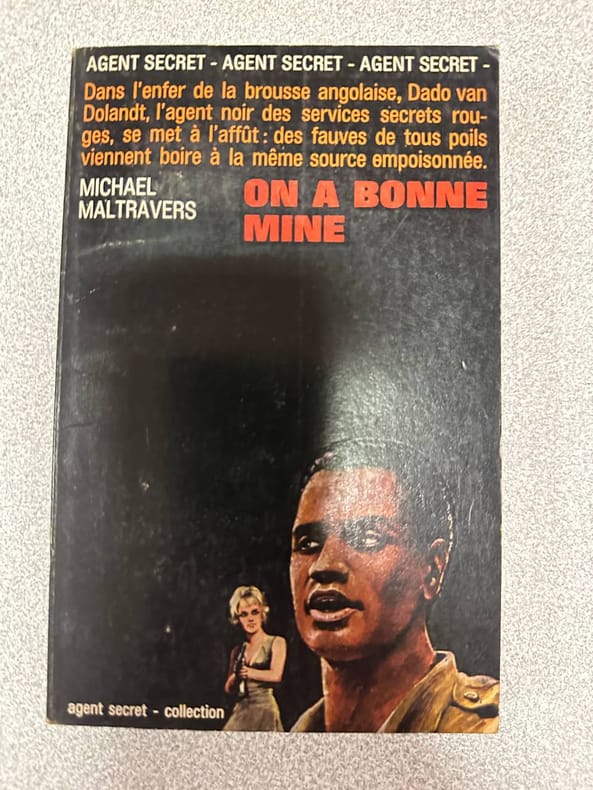 AGENT SECRET - AGENT SECRET - AGENT SECRET -
Dans l'enfer de la brousse angolaise, Dado van
Dolandt, l'agent noir des services secrets rou-
ges, se met à l'affût : des fauves de tous poils
viennent boire à la même source empoisonnée.
MICHAEL
MALTRAVERS
ON A BONNE
MINE
agent secret - collection